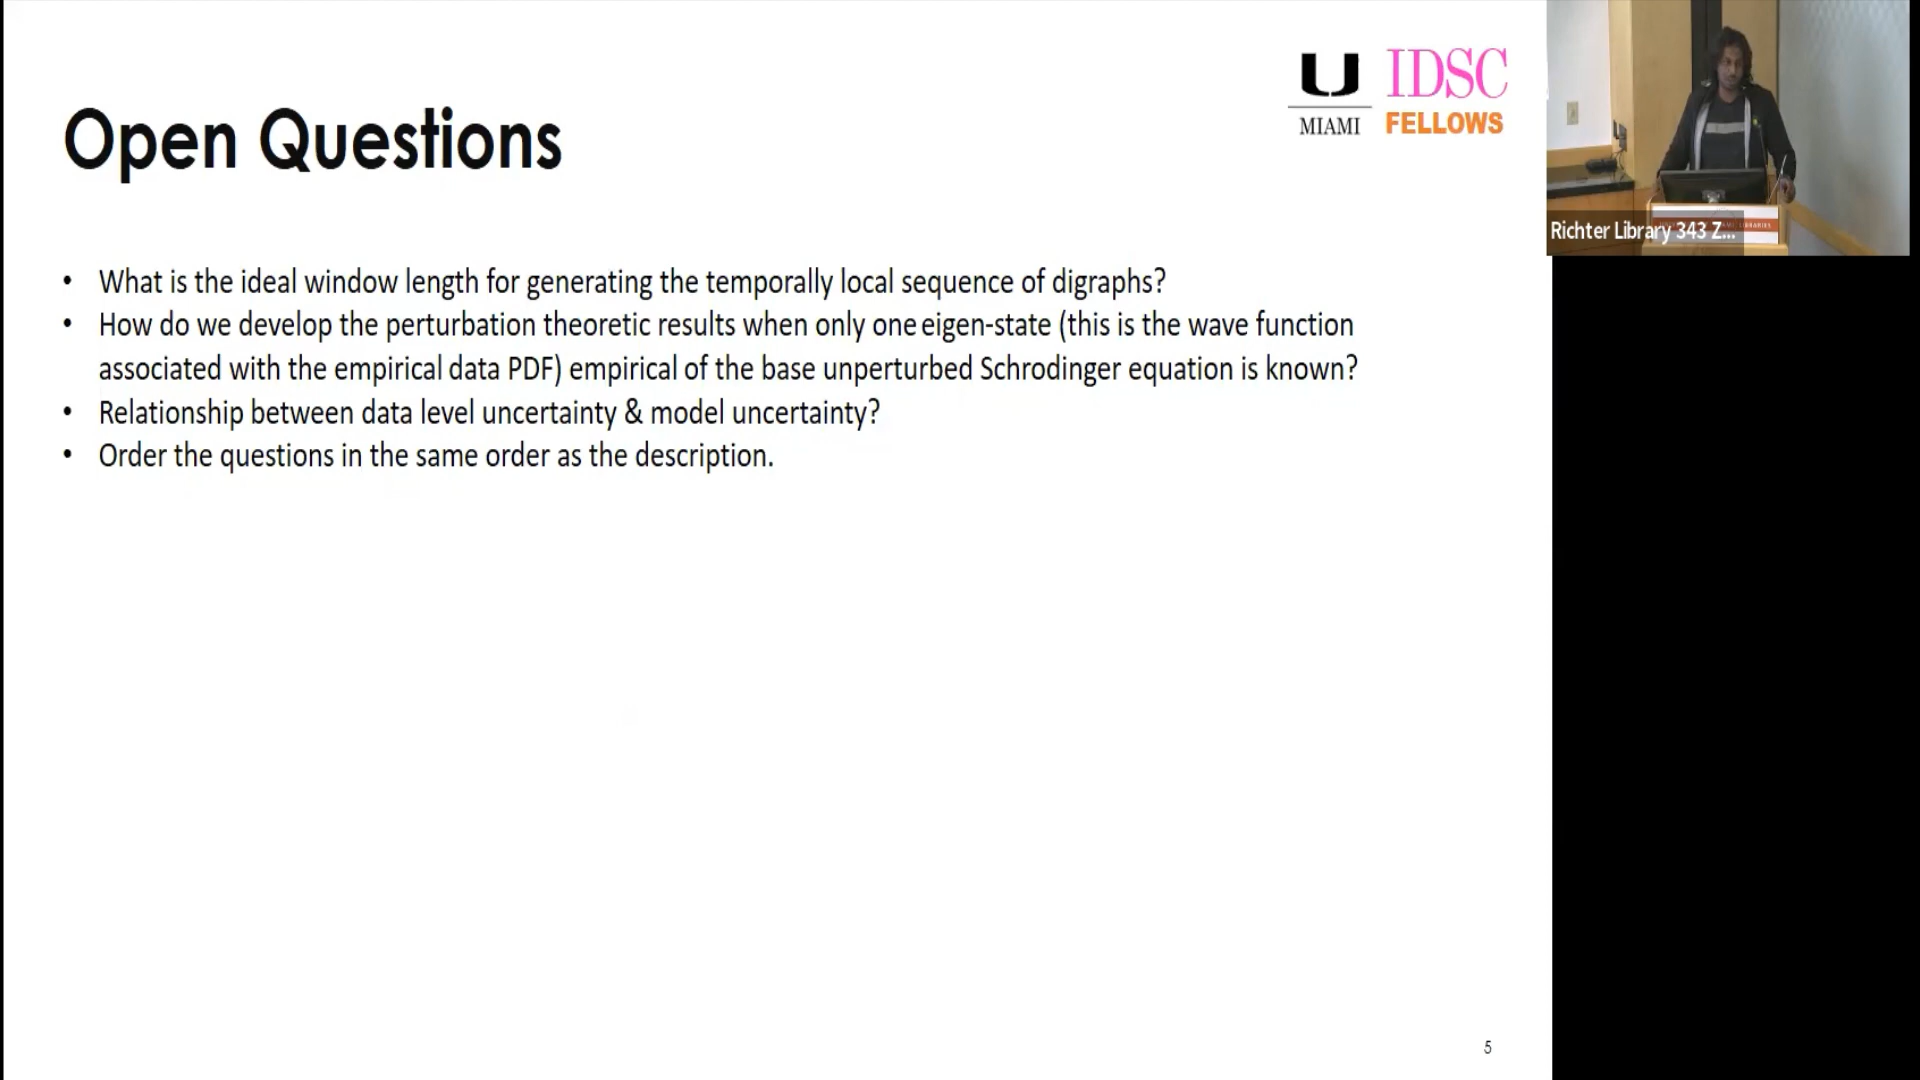 Open Questions
U
MIAMI
IDSC
FELLOWS
Richter Library 343 Z...
• What is the ideal window length for generating the temporally local sequence of digraphs?
• How do we develop the perturbation theoretic results when only one eigen-state (this is the wave function
associated with the empirical data PDF) empirical of the base unperturbed Schrodinger equation is known?
• Relationship between data level uncertainty & model uncertainty?
• Order the questions in the same order as the description.
5